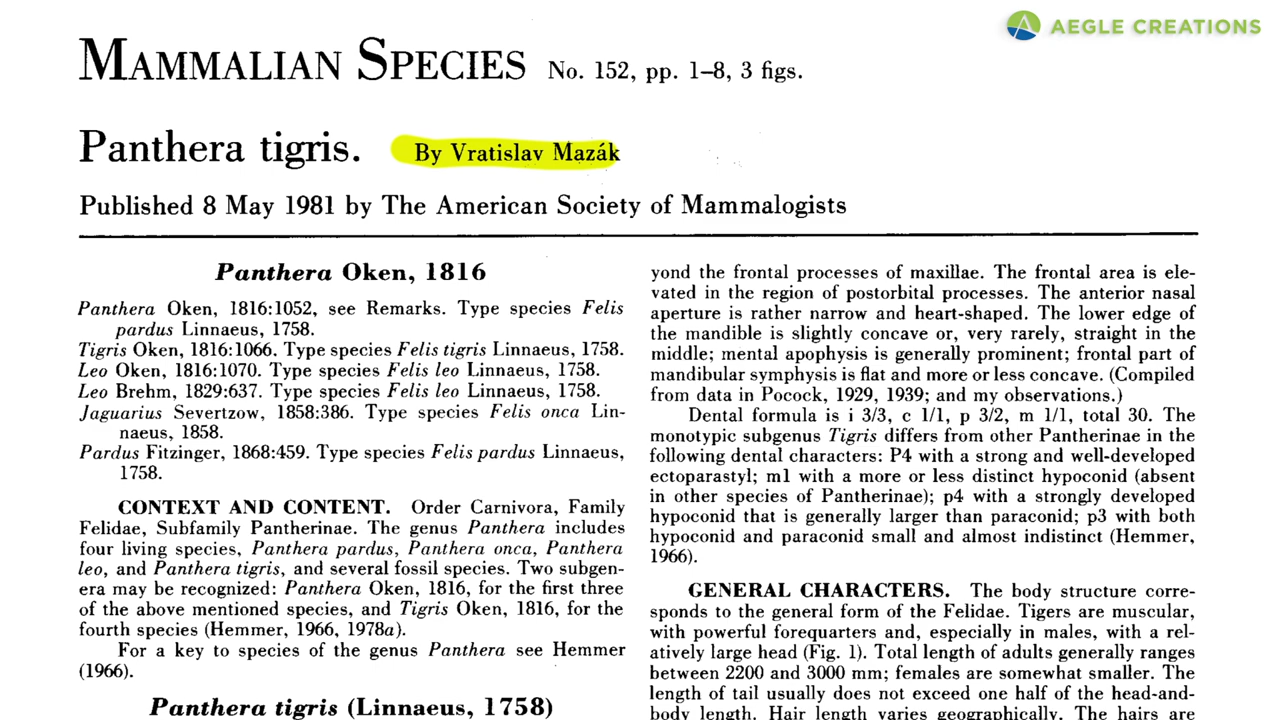 AEGLE CREATIONS
MAMMALIAN SPECIES No. 152, pp. 1–8, 3 figs.
Panthera tigris. By Vratislav Mazák
Published 8 May 1981 by The American Society of Mammalogists
Panthera Oken, 1816
Panthera Oken, 1816:1052, see Remarks. Type species Felis
pardus Linnaeus, 1758.
Tigris Oken, 1816:1066. Type species Felis tigris Linnaeus, 1758.
Leo Oken, 1816:1070. Type species Felis leo Linnaeus, 1758.
Leo Brehm, 1829:637. Type species Felis leo Linnaeus, 1758.
Jaguarius Severtzow, 1858:386. Type species Felis onca Lin-
naeus, 1858.
Pardus Fitzinger, 1868:459. Type species Felis pardus Linnaeus,
1758.
CONTEXT AND CONTENT. Order Carnivora, Family
Felidae, Subfamily Pantherinae. The genus Panthera includes
four living species, Panthera pardus, Panthera onca, Panthera
leo, and Panthera tigris, and several fossil species. Two subgen-
era may be recognized: Panthera Oken, 1816, for the first three
of the above mentioned species, and Tigris Oken, 1816, for the
fourth species (Hemmer, 1966, 1978a).
For a key to species of the genus Panthera see Hemmer
(1966).
Panthera tigris (Linnaeus, 1758)
yond the frontal processes of maxillae. The frontal area is ele-
vated in the region of postorbital processes. The anterior nasal
aperture is rather narrow and heart-shaped. The lower edge of
the mandible is slightly concave or, very rarely, straight in the
middle; mental apophysis is generally prominent; frontal part of
mandibular symphysis is flat and more or less concave. (Compiled
from data in Pocock, 1929, 1939; and my observations.)
Dental formula is i 3/3, c 1/1, p 3/2, m 1/1, total 30. The
monotypic subgenus Tigris differs from other Pantherinae in the
following dental characters: P4 with a strong and well-developed
ectoparastyl; m1 with a more or less distinct hypoconid (absent
in other species of Pantherinae); p4 with a strongly developed
hypoconid that is generally larger than paraconid; p3 with both
hypoconid and paraconid small and almost indistinct (Hemmer,
1966).
GENERAL CHARACTERS. The body structure corre-
sponds to the general form of the Felidae. Tigers are muscular,
with powerful forequarters and, especially in males, with a rel-
atively large head (Fig. 1). Total length of adults generally ranges
between 2200 and 3000 mm; females are somewhat smaller. The
length of tail usually does not exceed one half of the head-and-
body length. Hair length varies geographically. The hairs are